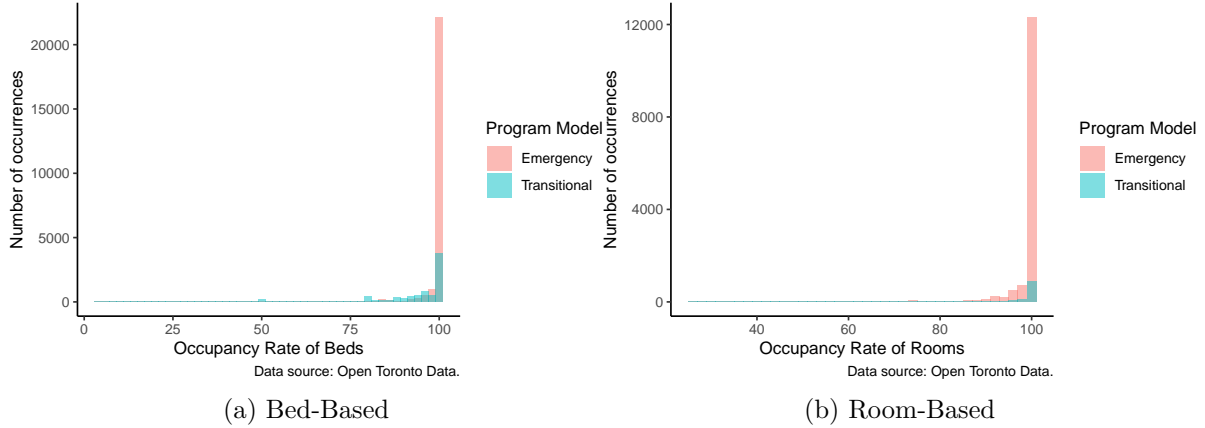 20000
15000
10000
5000
0
Number of occurrences
0 25 50 75 100
Occupancy Rate of Beds
Data source: Open Toronto Data.
Program Model
Emergency
Transitional
(a) Bed-Based
12000
8000
4000
0
Number of occurrences
40 60 80 100
Occupancy Rate of Rooms
Data source: Open Toronto Data.
Program Model
Emergency
Transitional
(b) Room-Based